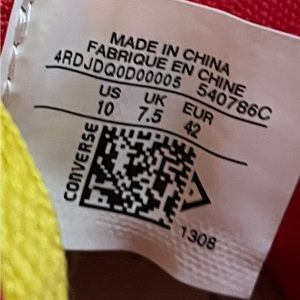 MADE IN CHINA
FABRIQUE EN CHINE
4RDJDQ0D00005 540786C
US UK EUR
10 7.5 42
CONVERSE
1308